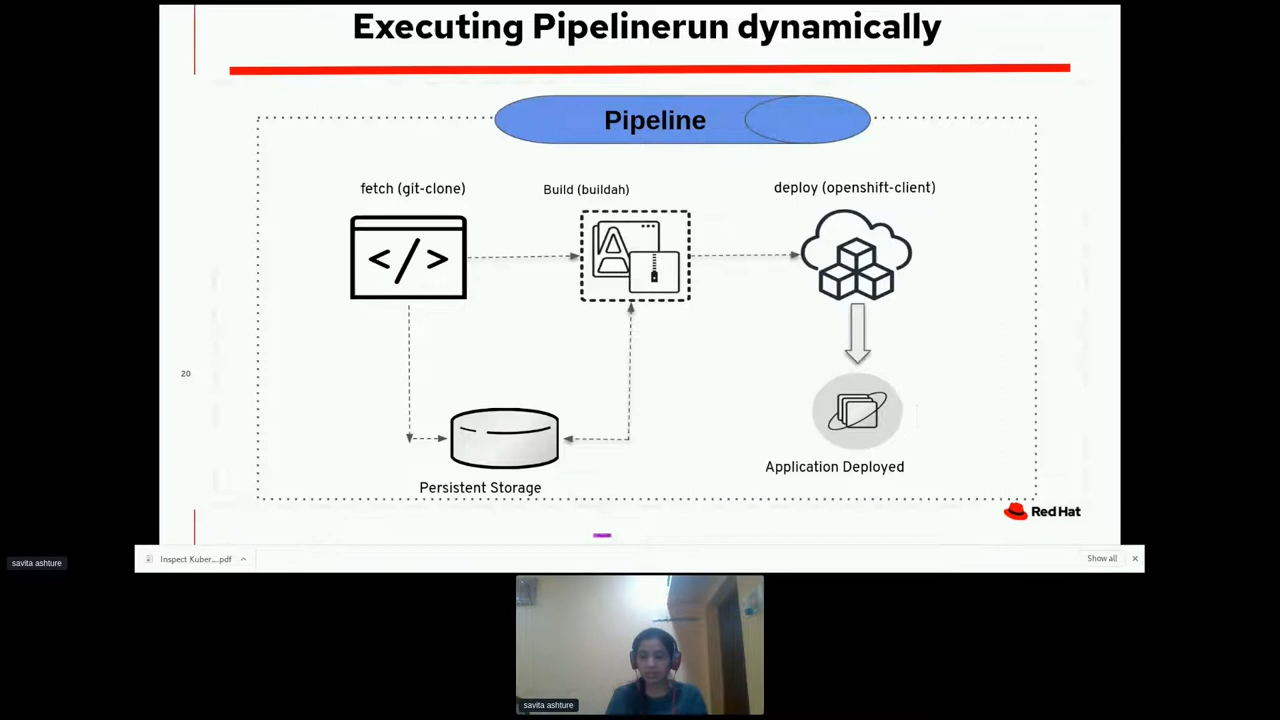 Executing Pipelinerun dynamically
Pipeline
fetch (git-clone)
Build (buildah)
deploy (openshift-client)
</>
20
Persistent Storage
Application Deployed
Red Hat
Inspect Kuber....pdf
Show all
savita ashture
savita ashture